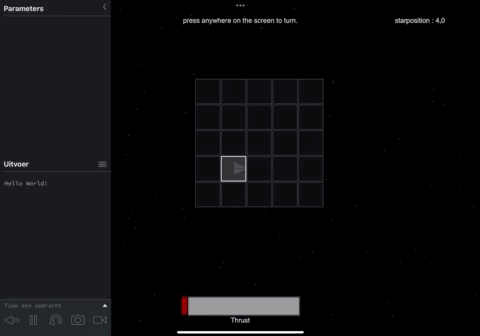 Parameters
press anywhere on the screen to turn.
starposition : 4,0
Uitvoer
Hello World!
Type een opdracht
Thrust